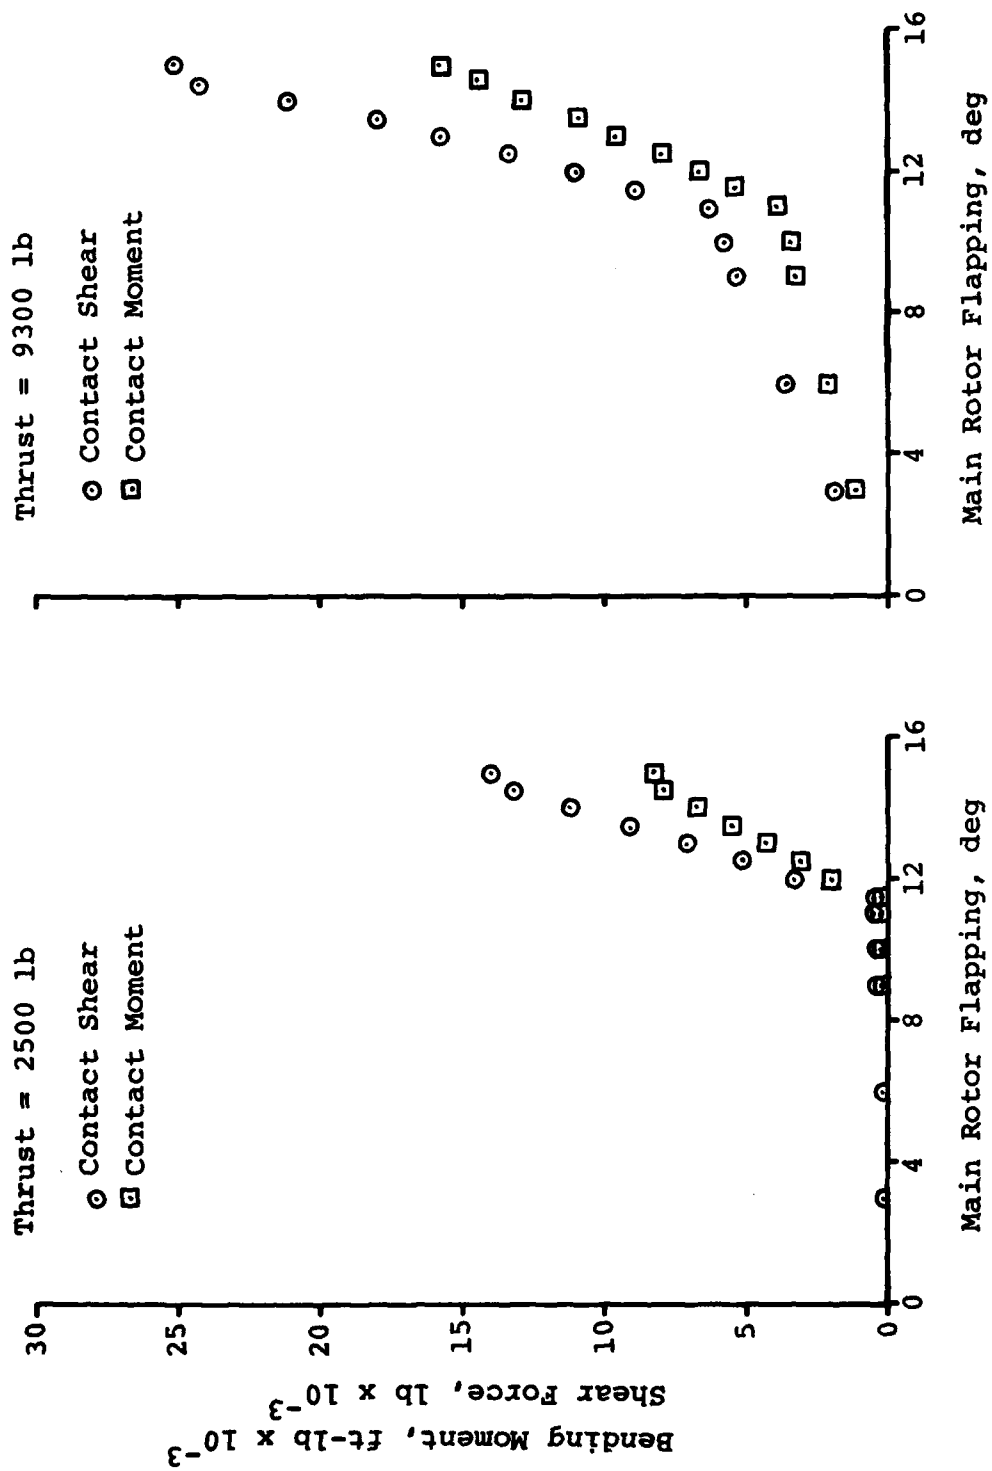 Bending Moment, ft-lb x 10-3
Shear Force, lb x 10-3
Thrust = 2500 lb
Contact Shear
Contact Moment
30
25
20
15
10
5
0
0 4 8 12 16
Main Rotor Flapping, deg
Thrust = 9300 lb
Contact Shear
Contact Moment
0 4 8 12 16
Main Rotor Flapping, deg